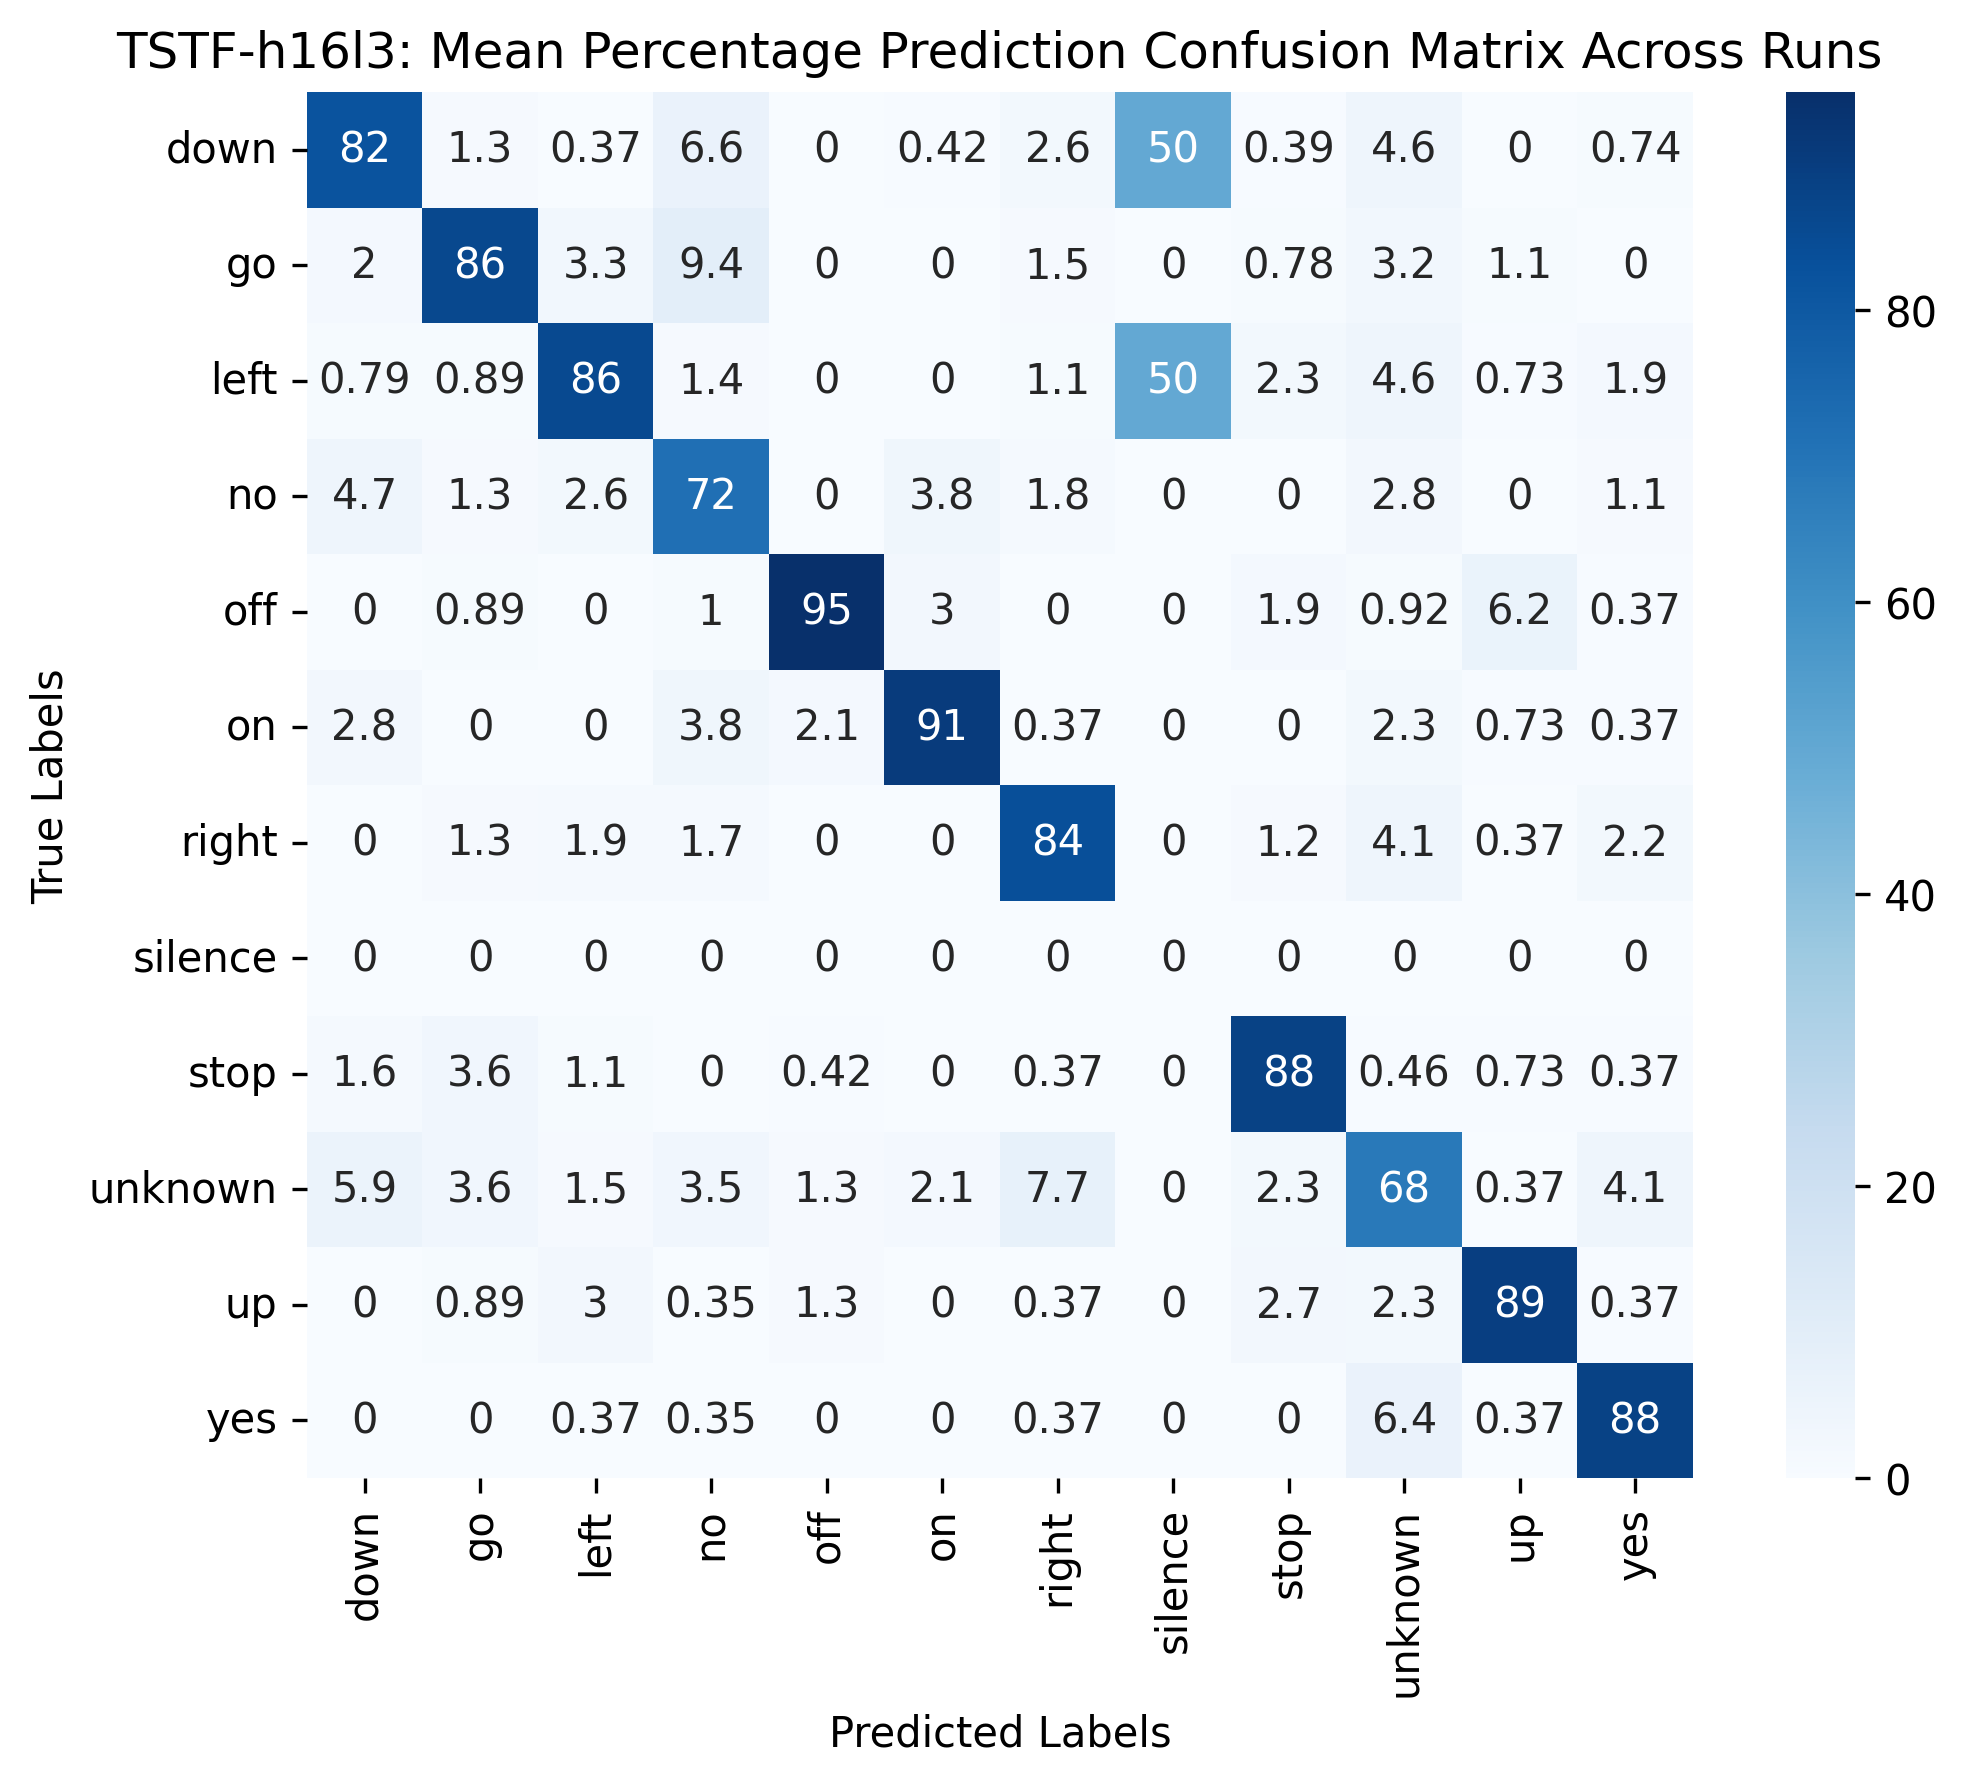 TSTF-h16l3: Mean Percentage Prediction Confusion Matrix Across Runs
True Labels
down 82 1.3 0.37 6.6 0 0.42 2.6 50 0.39 4.6 0 0.74
go 2 86 3.3 9.4 0 0 1.5 0 0.78 3.2 1.1 0
left 0.79 0.89 86 1.4 0 0 1.1 50 2.3 4.6 0.73 1.9
no 4.7 1.3 2.6 72 0 3.8 1.8 0 0 2.8 0 1.1
off 0 0.89 0 1 95 3 0 0 1.9 0.92 6.2 0.37
on 2.8 0 0 3.8 2.1 91 0.37 0 0 2.3 0.73 0.37
right 0 1.3 1.9 1.7 0 0 84 0 1.2 4.1 0.37 2.2
silence 0 0 0 0 0 0 0 0 0 0 0 0
stop 1.6 3.6 1.1 0 0.42 0 0.37 0 88 0.46 0.73 0.37
unknown 5.9 3.6 1.5 3.5 1.3 2.1 7.7 0 2.3 68 0.37 4.1
up 0 0.89 3 0.35 1.3 0 0.37 0 2.7 2.3 89 0.37
yes 0 0 0.37 0.35 0 0 0.37 0 0 6.4 0.37 88
down go left no off on right silence stop unknown up yes
Predicted Labels
80
60
40
20
0